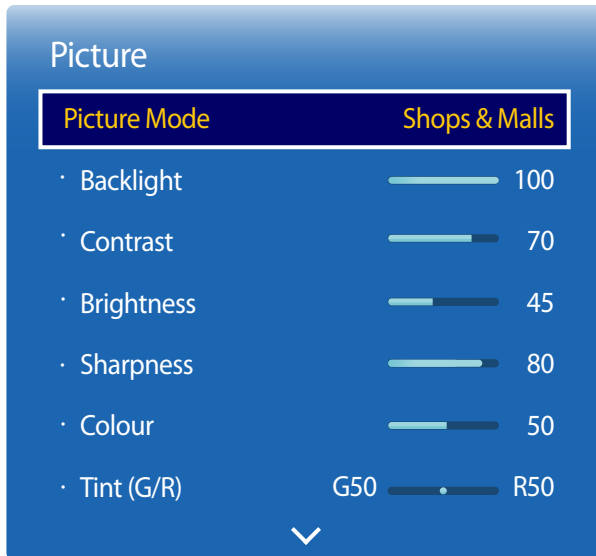 Picture
Picture Mode Shops & Malls
· Backlight 100
· Contrast 70
· Brightness 45
· Sharpness 80
· Colour 50
· Tint (G/R) G50 R50